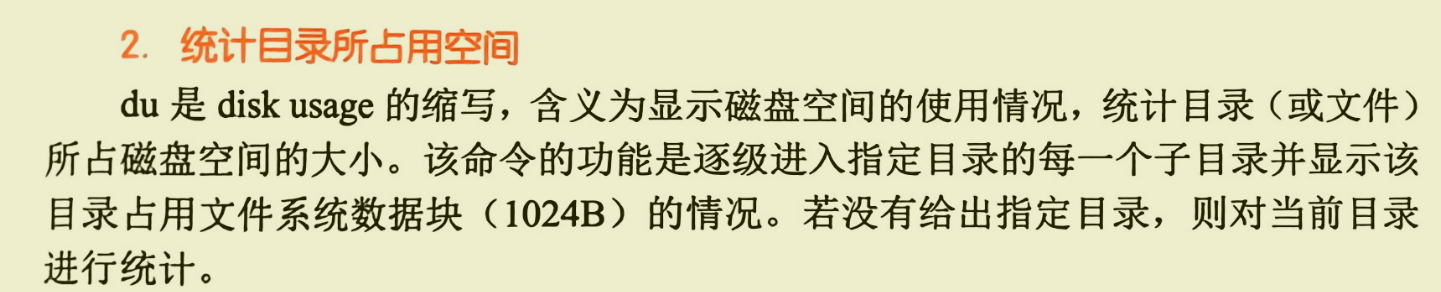 2. 统计目录所占用空间
du 是 disk usage 的缩写，含义为显示磁盘空间的使用情况，统计目录（或文件）
所占磁盘空间的大小。该命令的功能是逐级进入指定目录的每一个子目录并显示该
目录占用文件系统数据块（1024B）的情况。若没有给出指定目录，则对当前目录
进行统计。